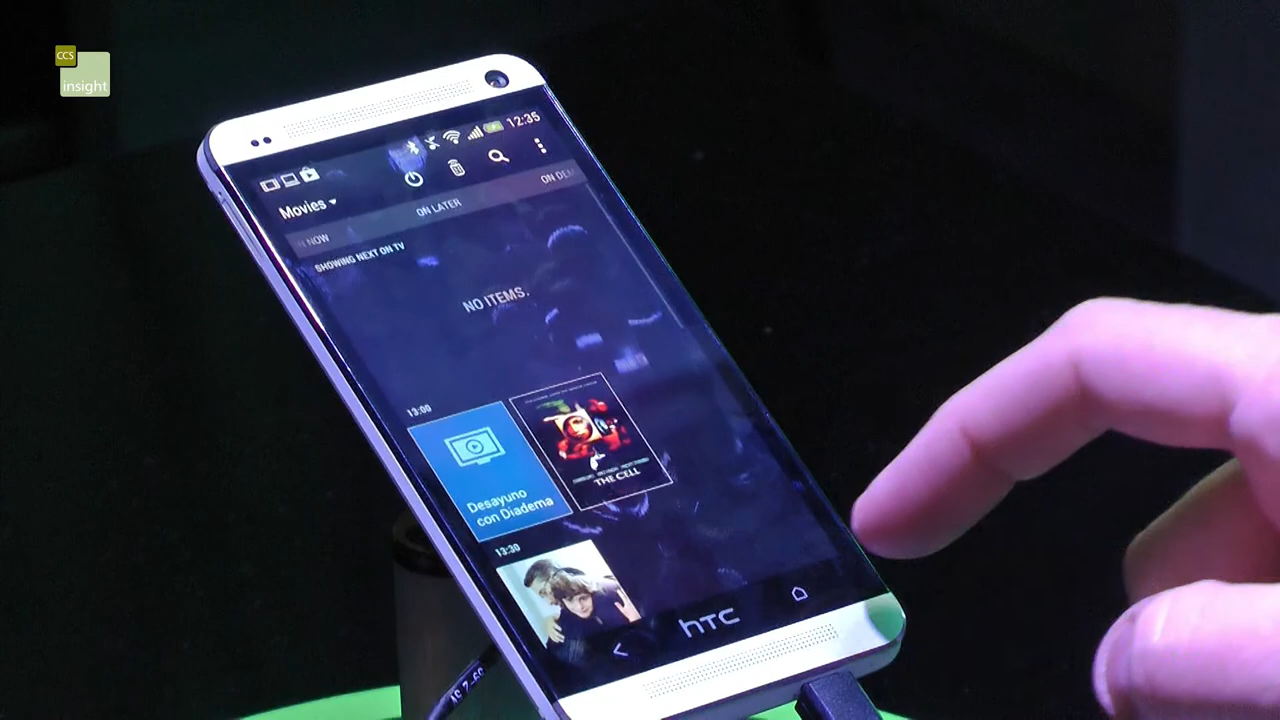 CCS
insight
12:35
Movies
ON LATER
ON DEM
NOW
SHOWING NEXT ON TV
NO ITEMS.
13:00
Desayuno
con Diadema
THE CELL
13:30
hTC